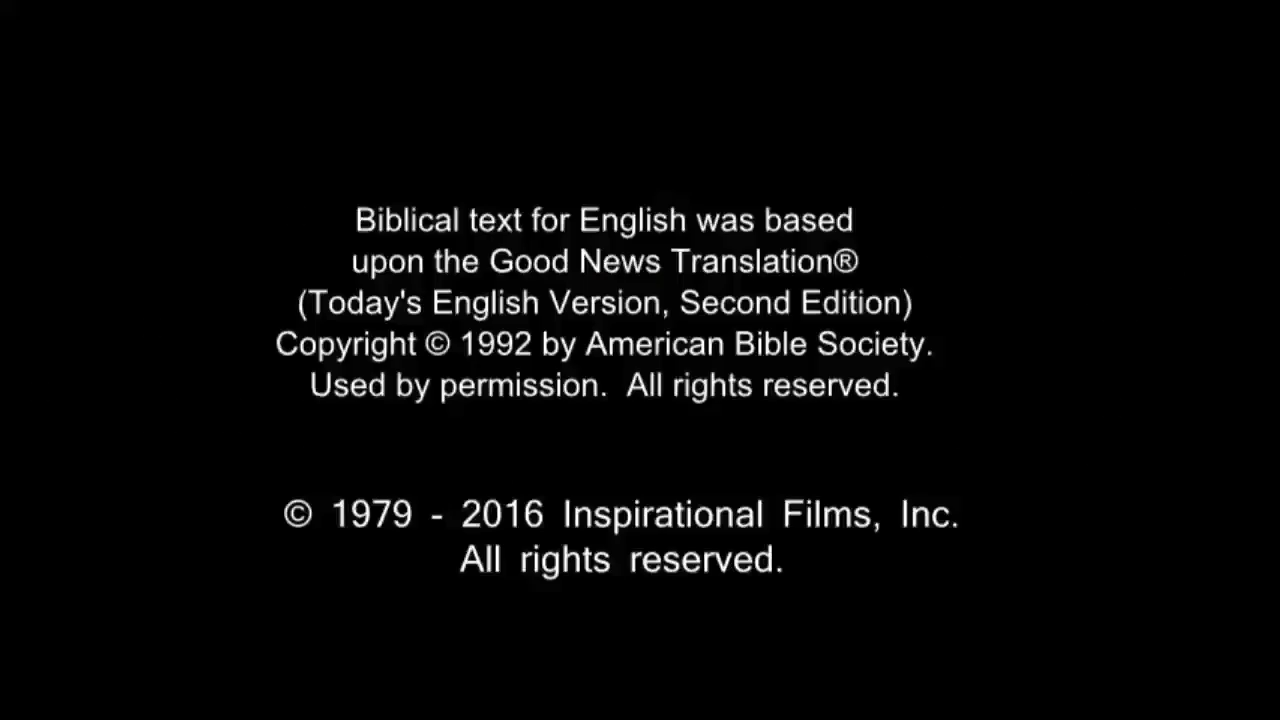 Biblical text for English was based
upon the Good News Translation®
(Today's English Version, Second Edition)
Copyright © 1992 by American Bible Society.
Used by permission.  All rights reserved.
© 1979 - 2016 Inspirational Films, Inc.
All rights reserved.